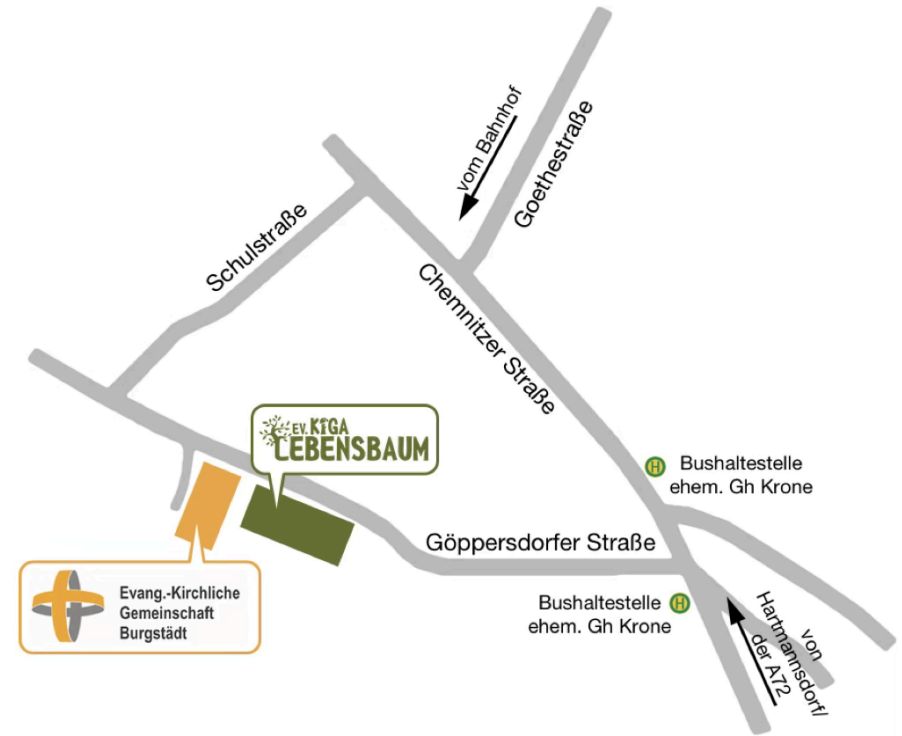 vom Bahnhof
Goethestraße
Schulstraße
Chemnitzer Straße
EV. KIGA
LEBENSBAUM
H
Bushaltestelle
ehem. Gh Krone
Göppersdorfer Straße
Evang.-Kirchliche
Gemeinschaft
Burgstädt
Bushaltestelle
H
ehem. Gh Krone
von
Hartmannsdorf/
der A72